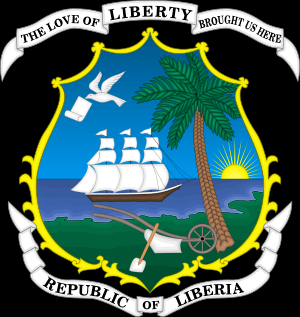 THE LOVE OF LIBERTY BROUGHT US HERE
REPUBLIC OF LIBERIA